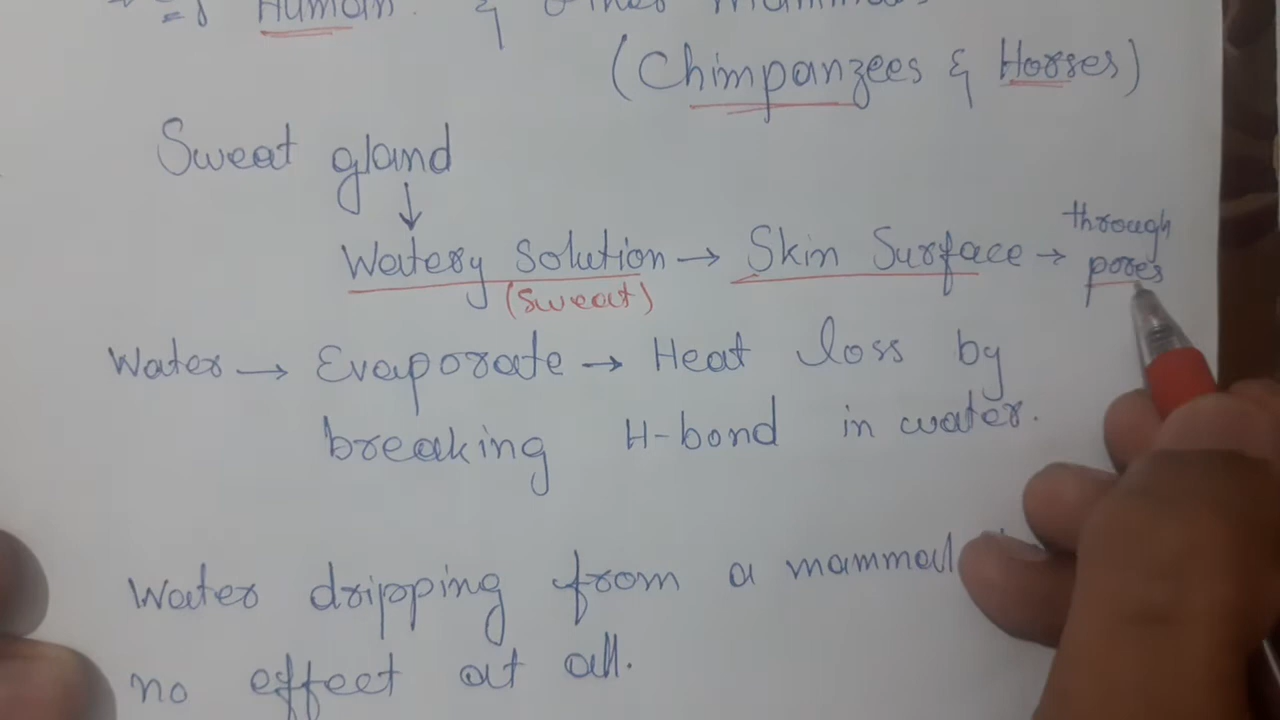 Human & Other
(Chimpanzees & Horses)
Sweat gland
↓
Watery Solution → Skin Surface → through pores
(Sweat)
Water → Evaporate → Heat loss by
breaking H-bond in water.
Water dripping from a mammal
no effect at all.